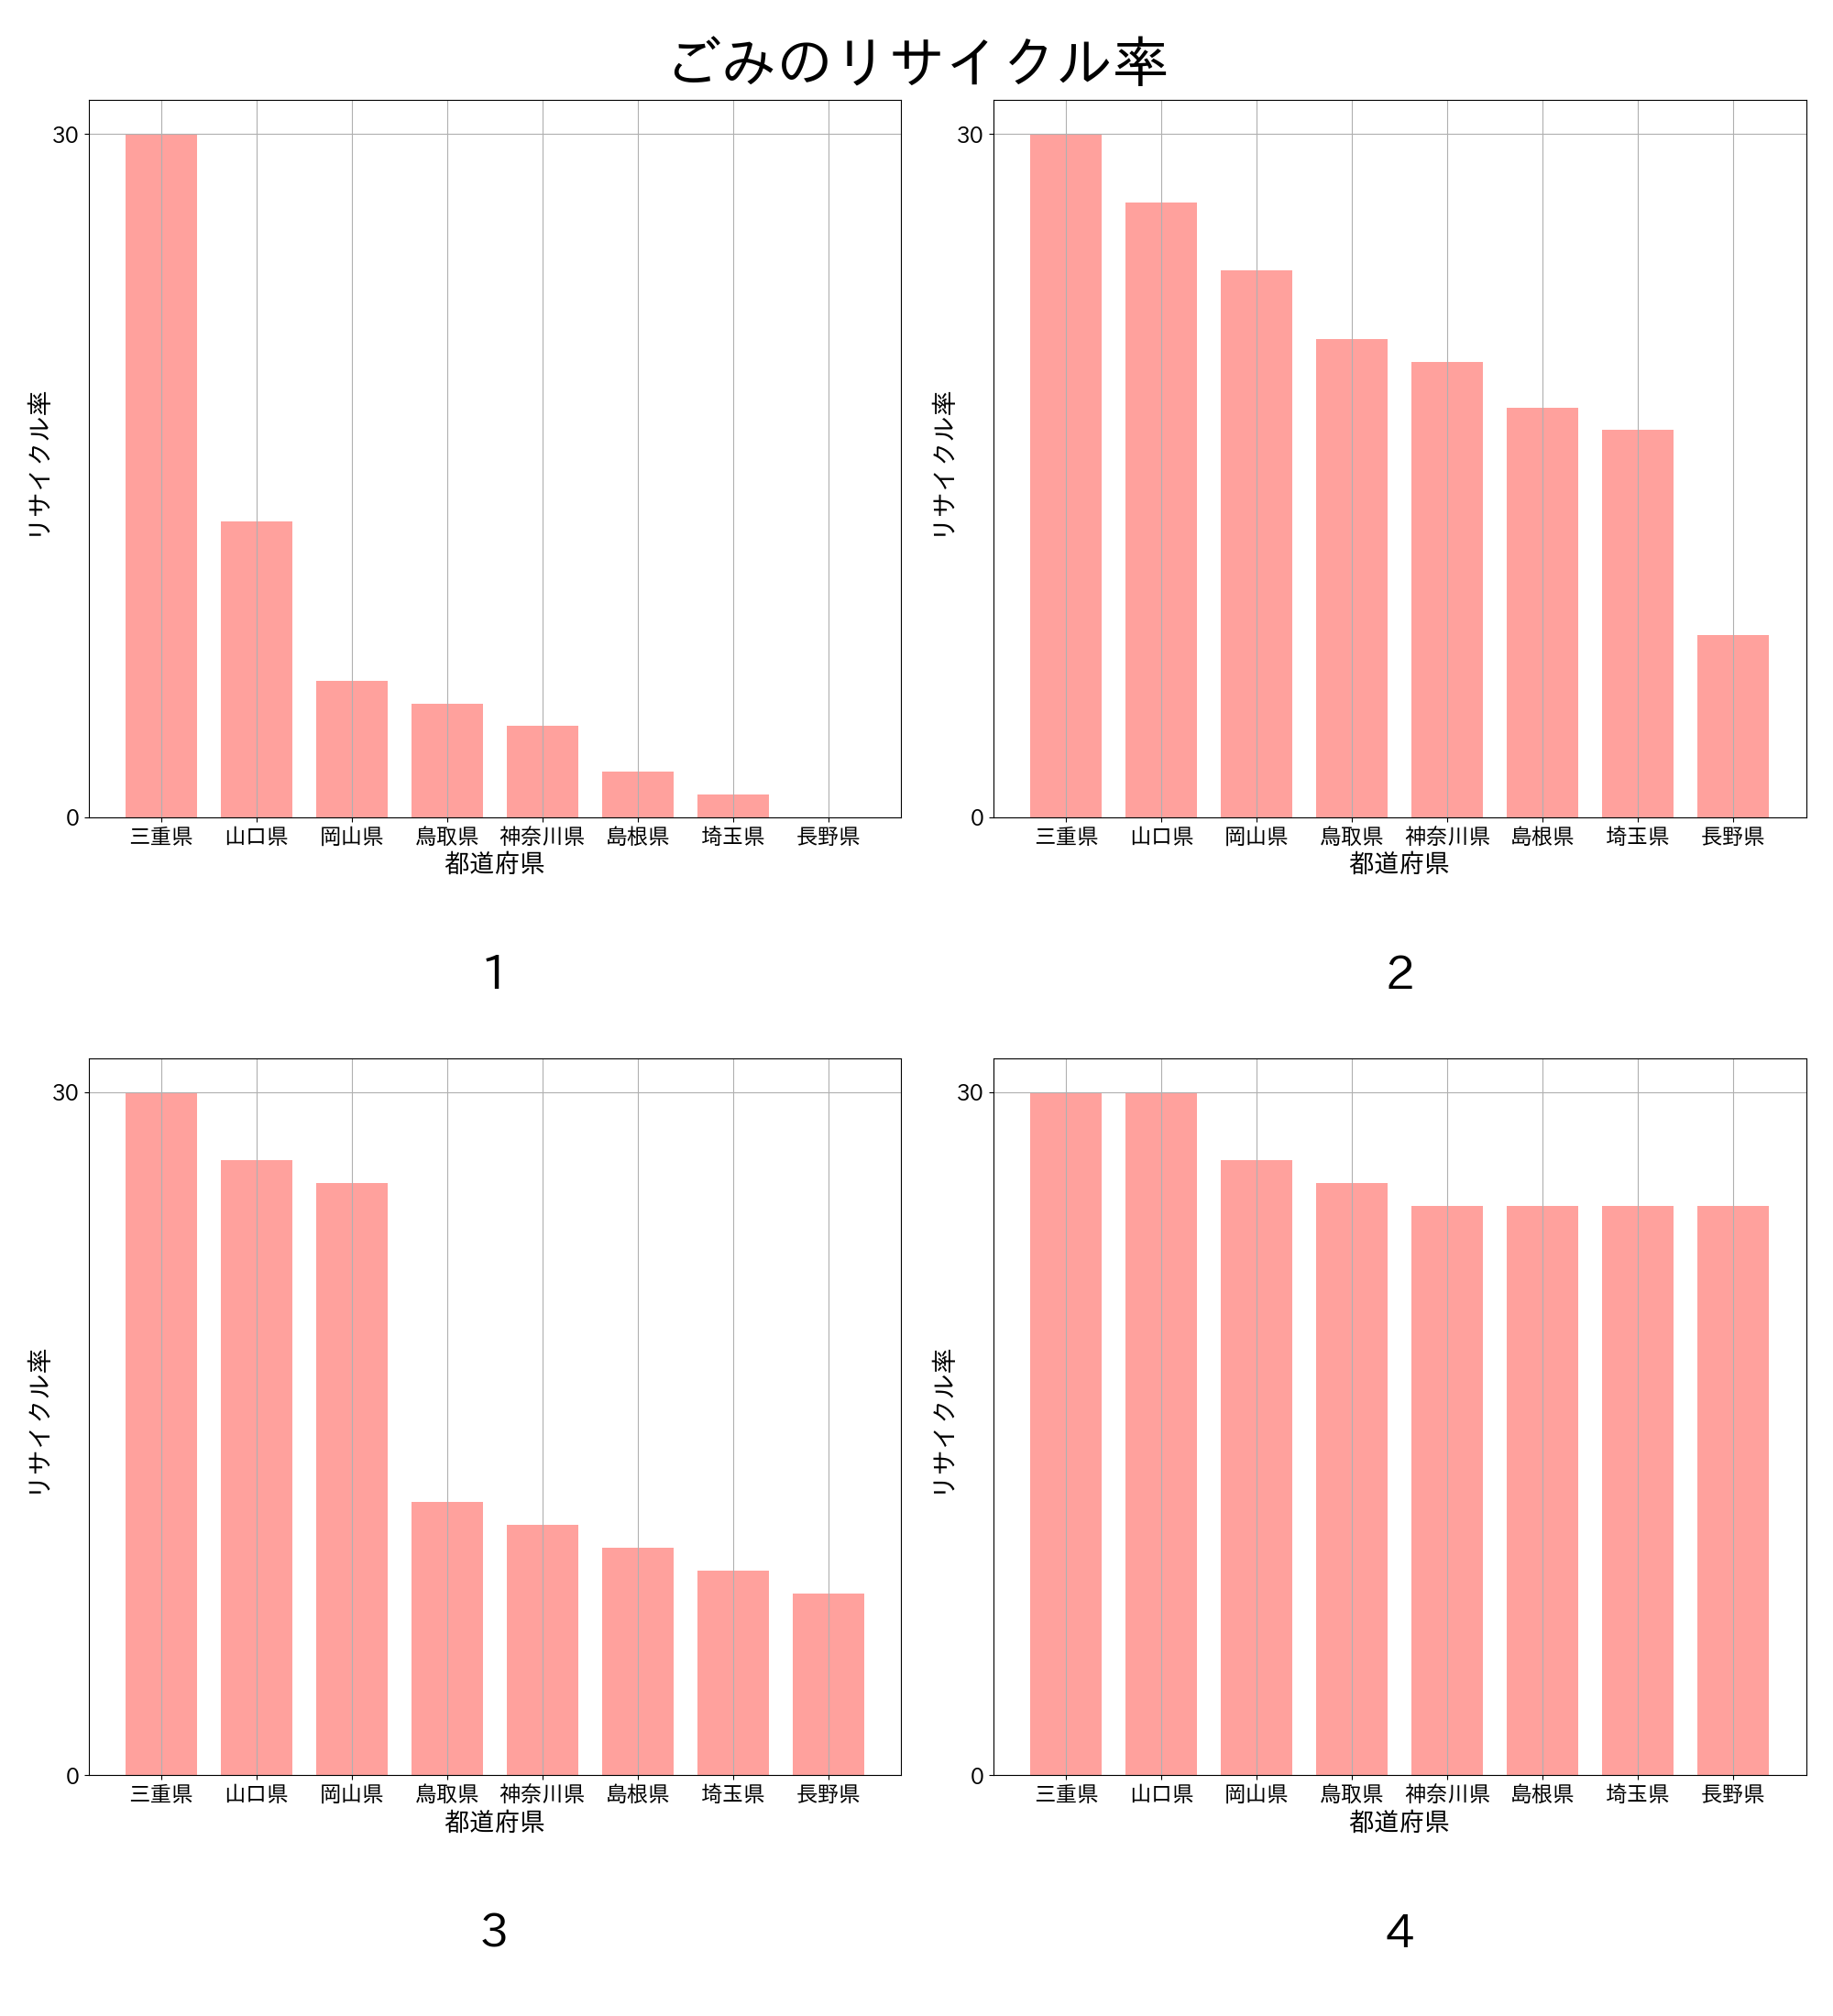 ごみのリサイクル率
30
0
リサイクル率
三重県 山口県 岡山県 鳥取県 神奈川県 島根県 埼玉県 長野県
都道府県
1
30
0
リサイクル率
三重県 山口県 岡山県 鳥取県 神奈川県 島根県 埼玉県 長野県
都道府県
2
30
0
リサイクル率
三重県 山口県 岡山県 鳥取県 神奈川県 島根県 埼玉県 長野県
都道府県
3
30
0
リサイクル率
三重県 山口県 岡山県 鳥取県 神奈川県 島根県 埼玉県 長野県
都道府県
4